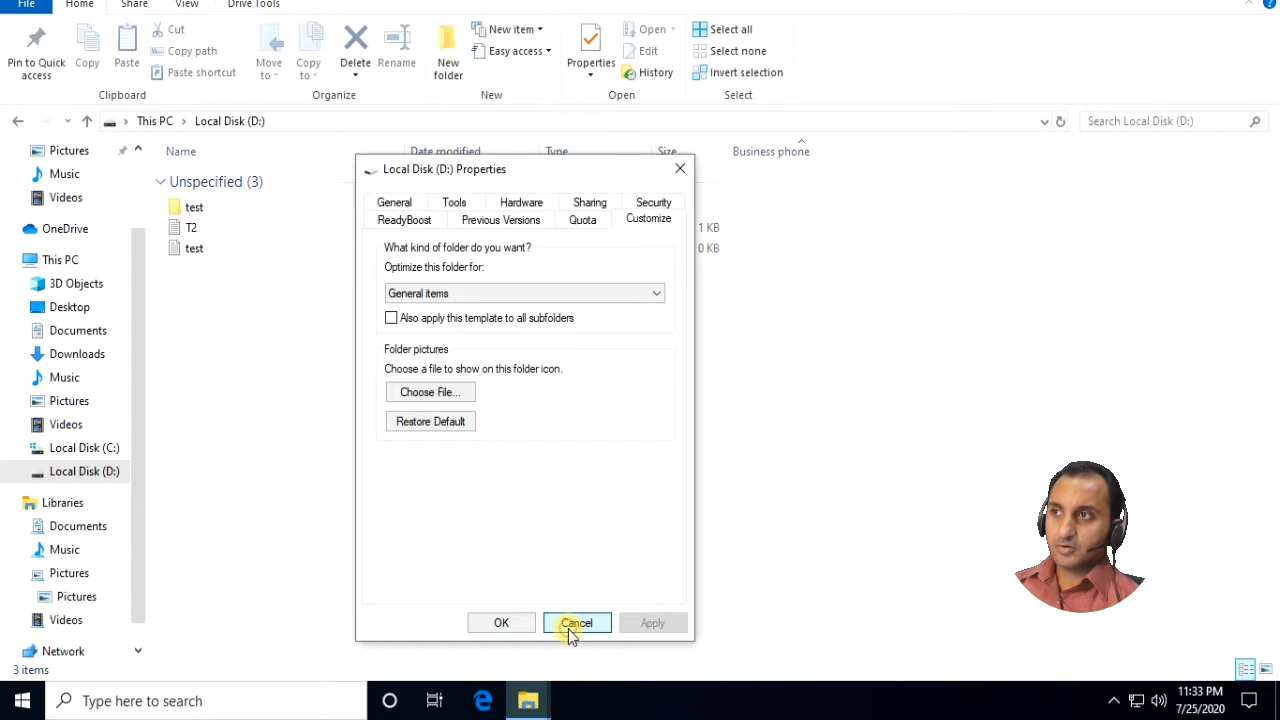 File Home Share View Drive Tools
Pin to Quick access
Copy
Paste
Cut
Copy path
Paste shortcut
Clipboard
Move to
Copy to
Delete
Rename
Organize
New folder
New item
Easy access
New
Properties
Open
Edit
History
Open
Select all
Select none
Invert selection
Select
This PC › Local Disk (D:)
Search Local Disk (D:)
Pictures
Music
Videos
OneDrive
This PC
3D Objects
Desktop
Documents
Downloads
Music
Pictures
Videos
Local Disk (C:)
Local Disk (D:)
Libraries
Documents
Music
Pictures
Pictures
Videos
Network
3 items
Name Date modified Type Size Business phone
Unspecified (3)
test
T2 1 KB
test 0 KB
Local Disk (D:) Properties
General Tools Hardware Sharing Security
ReadyBoost Previous Versions Quota Customize
What kind of folder do you want?
Optimize this folder for:
General items
Also apply this template to all subfolders
Folder pictures
Choose a file to show on this folder icon.
Choose File...
Restore Default
OK Cancel Apply
Type here to search
11:33 PM
7/25/2020